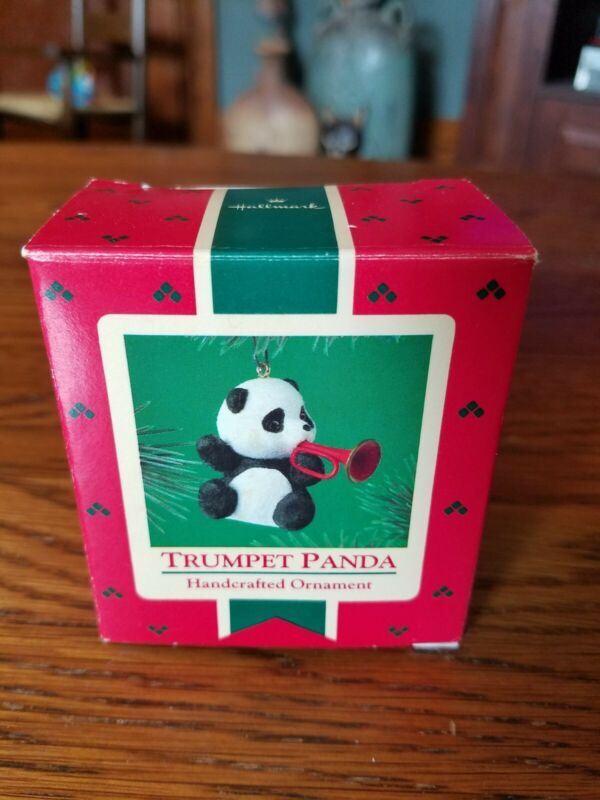 Hallmark
TRUMPET PANDA
Handcrafted Ornament